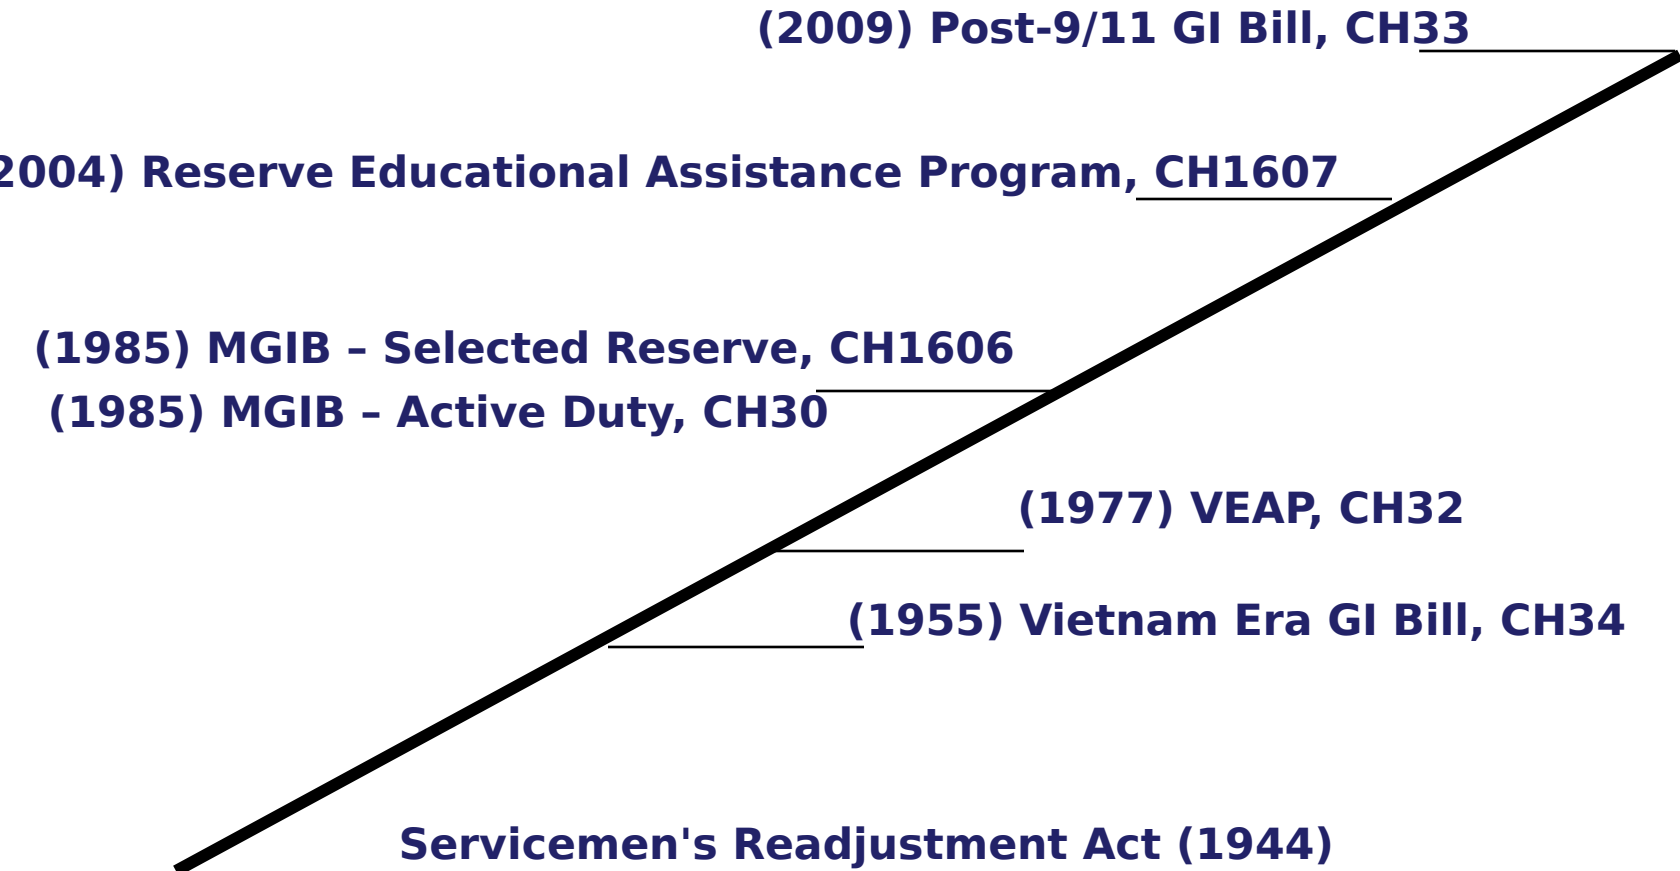 (2009) Post-9/11 GI Bill, CH33
2004) Reserve Educational Assistance Program, CH1607
(1985) MGIB – Selected Reserve, CH1606
(1985) MGIB – Active Duty, CH30
(1977) VEAP, CH32
(1955) Vietnam Era GI Bill, CH34
Servicemen's Readjustment Act (1944)